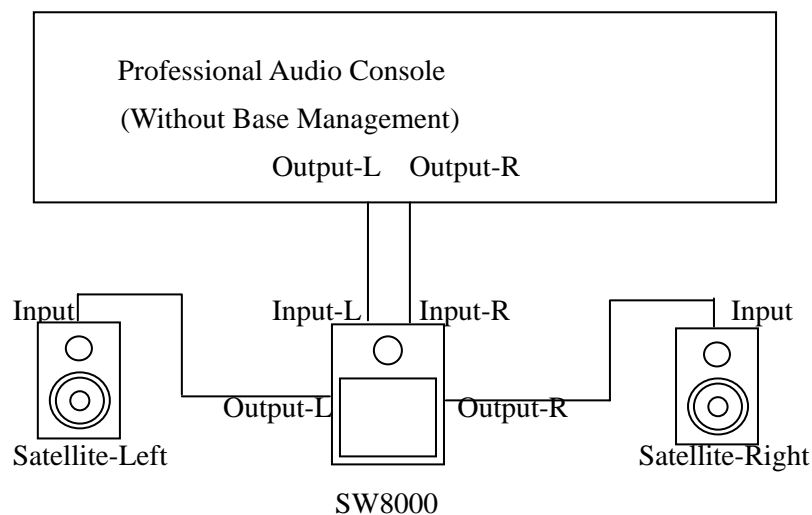 Professional Audio Console
(Without Base Management)
Output-L Output-R
Input Input-L Input-R Input
Output-L Output-R
Satellite-Left Satellite-Right
SW8000